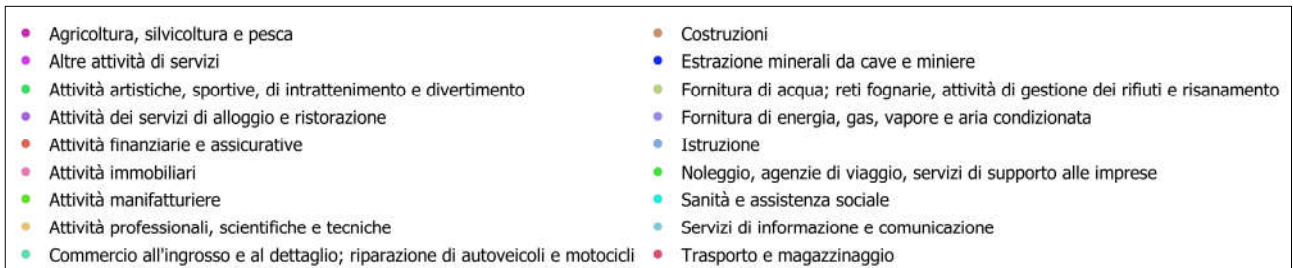 Agricoltura, silvicoltura e pesca
Altre attività di servizi
Attività artistiche, sportive, di intrattenimento e divertimento
Attività dei servizi di alloggio e ristorazione
Attività finanziarie e assicurative
Attività immobiliari
Attività manifatturiere
Attività professionali, scientifiche e tecniche
Commercio all'ingrosso e al dettaglio; riparazione di autoveicoli e motocicli
Costruzioni
Estrazione minerali da cave e miniere
Fornitura di acqua; reti fognarie, attività di gestione dei rifiuti e risanamento
Fornitura di energia, gas, vapore e aria condizionata
Istruzione
Noleggio, agenzie di viaggio, servizi di supporto alle imprese
Sanità e assistenza sociale
Servizi di informazione e comunicazione
Trasporto e magazzinaggio